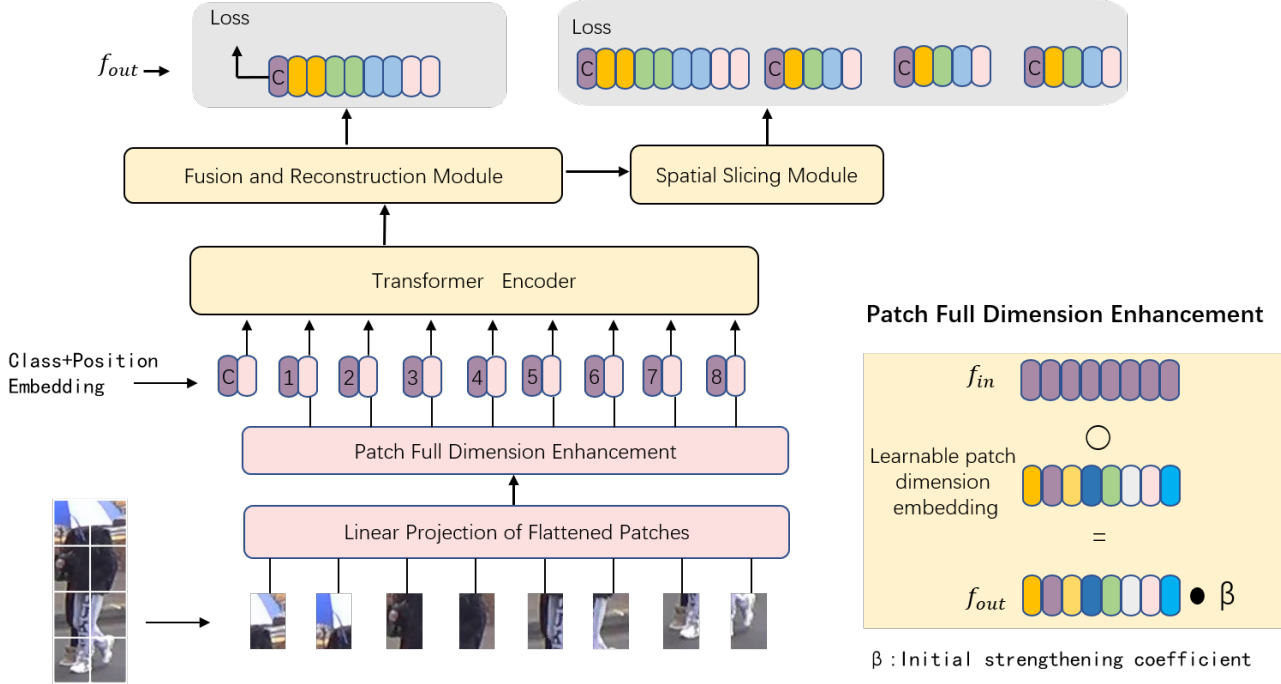 Loss
f_out
C
Loss
C
C
C
C
Fusion and Reconstruction Module
Spatial Slicing Module
Transformer Encoder
Class+Position
Embedding
C 1 2 3 4 5 6 7 8
Patch Full Dimension Enhancement
Linear Projection of Flattened Patches
Patch Full Dimension Enhancement
f_in
Learnable patch
dimension
embedding
=
f_out
β
β:Initial strengthening coefficient